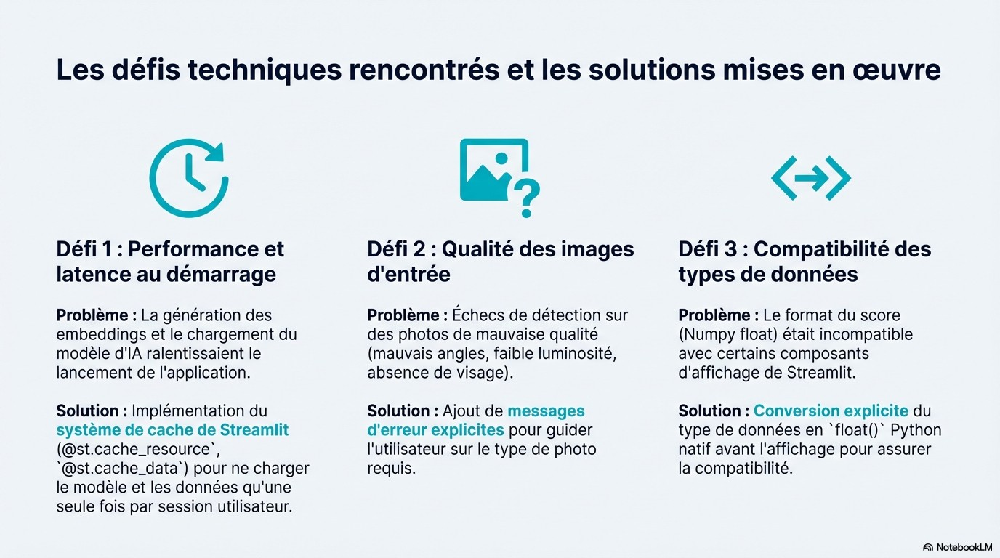 Les défis techniques rencontrés et les solutions mises en œuvre
?
Défi 1 : Performance et
latence au démarrage
Problème : La génération des
embeddings et le chargement du
modèle d'IA ralentissaient le
lancement de l'application.
Solution : Implémentation du
système de cache de Streamlit
(@st.cache_resource`,
`@st.cache_data`) pour ne charger
le modèle et les données qu'une
seule fois par session utilisateur.
Défi 2 : Qualité des images
d'entrée
Problème : Échecs de détection sur
des photos de mauvaise qualité
(mauvais angles, faible luminosité,
absence de visage).
Solution : Ajout de messages
d'erreur explicites pour guider
l'utilisateur sur le type de photo
requis.
Défi 3 : Compatibilité des
types de données
Problème : Le format du score
(Numpy float) était incompatible
avec certains composants
d'affichage de Streamlit.
Solution : Conversion explicite du
type de données en `float()` Python
natif avant l'affichage pour assurer
la compatibilité.
NotebookLM